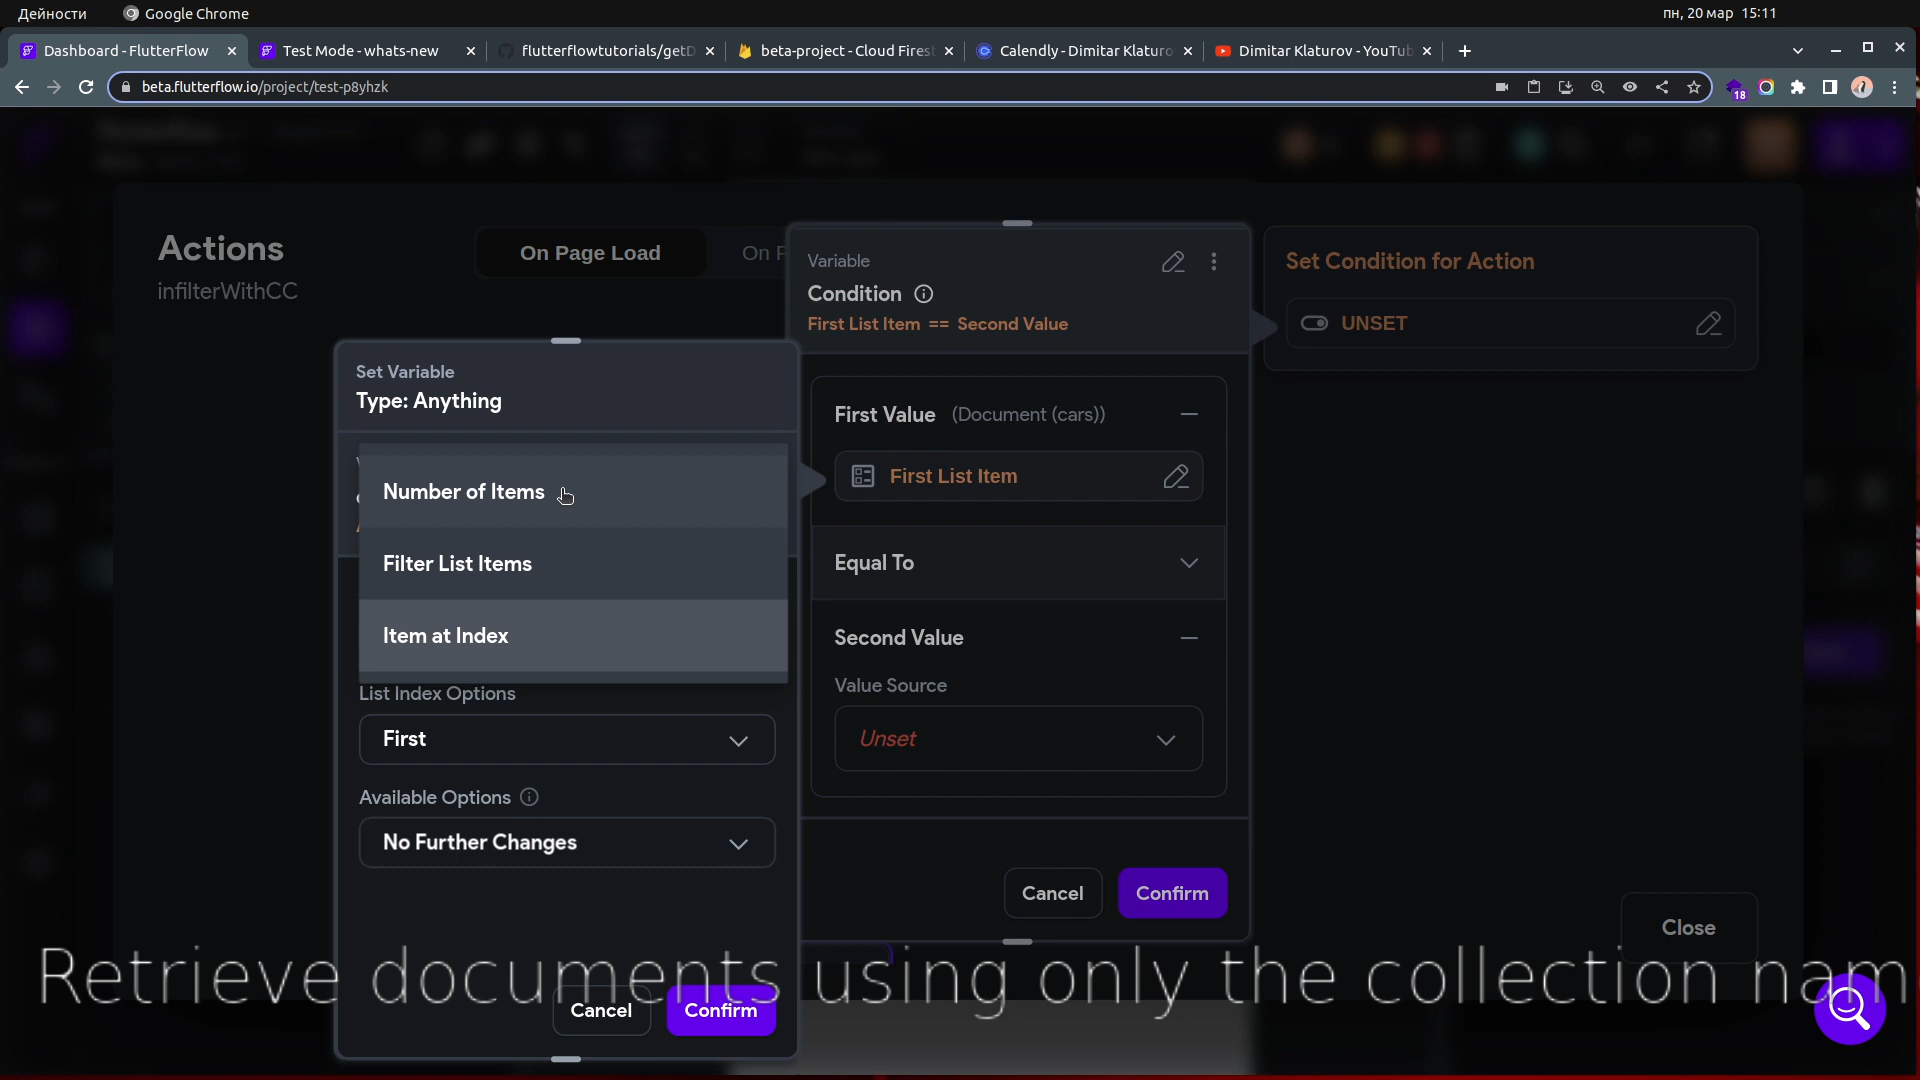 Дейности
Google Chrome
пн, 20 мар 15:11
Dashboard - FlutterFlow
Test Mode - whats-new
flutterflowtutorials/getD
beta-project - Cloud Firest
Calendly - Dimitar Klaturo
Dimitar Klaturov - YouTub
beta.flutterflow.io/project/test-p8yhzk
18
Actions
infilterWithCC
On Page Load
On P
Variable
Condition
First List Item == Second Value
Set Condition for Action
UNSET
Set Variable
Type: Anything
First Value (Document (cars))
First List Item
Number of Items
Filter List Items
Item at Index
Equal To
Second Value
Value Source
Unset
List Index Options
First
Available Options
No Further Changes
Cancel
Confirm
Close
Retrieve documents using only the collection nam
Cancel
Confirm